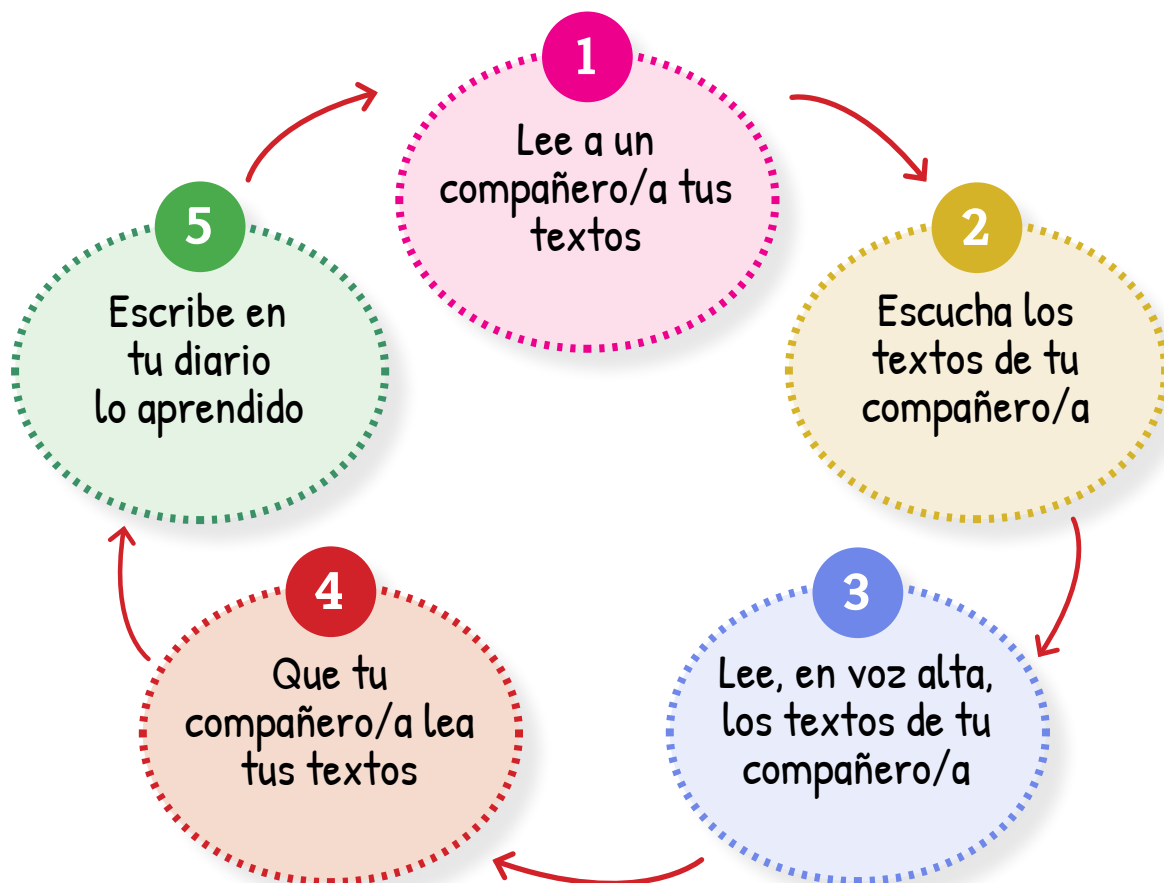 1
Lee a un
compañero/a tus
textos
2
Escucha los
textos de tu
compañero/a
3
Lee, en voz alta,
los textos de tu
compañero/a
4
Que tu
compañero/a lea
tus textos
5
Escribe en
tu diario
lo aprendido